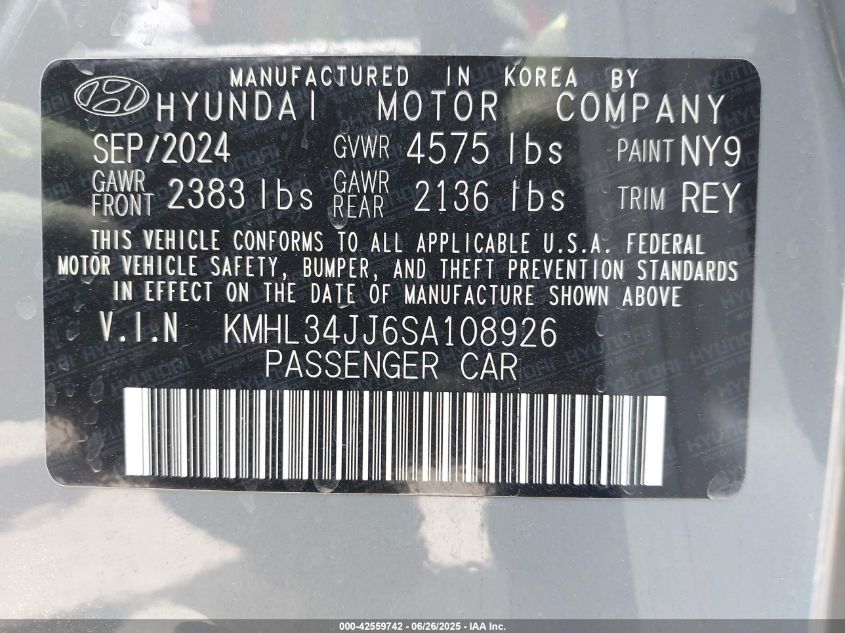 MANUFACTURED IN KOREA BY
HYUNDAI MOTOR COMPANY
SEP/2024 GVWR 4575 lbs PAINT NY9
GAWR FRONT 2383 lbs GAWR REAR 2136 lbs TRIM REY
THIS VEHICLE CONFORMS TO ALL APPLICABLE U.S.A. FEDERAL
MOTOR VEHICLE SAFETY, BUMPER, AND THEFT PREVENTION STANDARDS
IN EFFECT ON THE DATE OF MANUFACTURE SHOWN ABOVE
V.I.N KMHL34JJ6SA108926
PASSENGER CAR
000-42559742 - 06/26/2025 - IAA Inc.